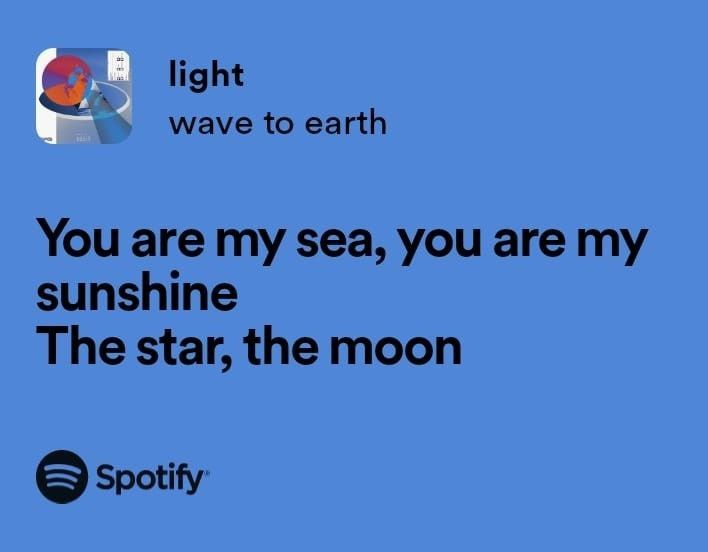 light
wave to earth
You are my sea, you are my
sunshine
The star, the moon
Spotify